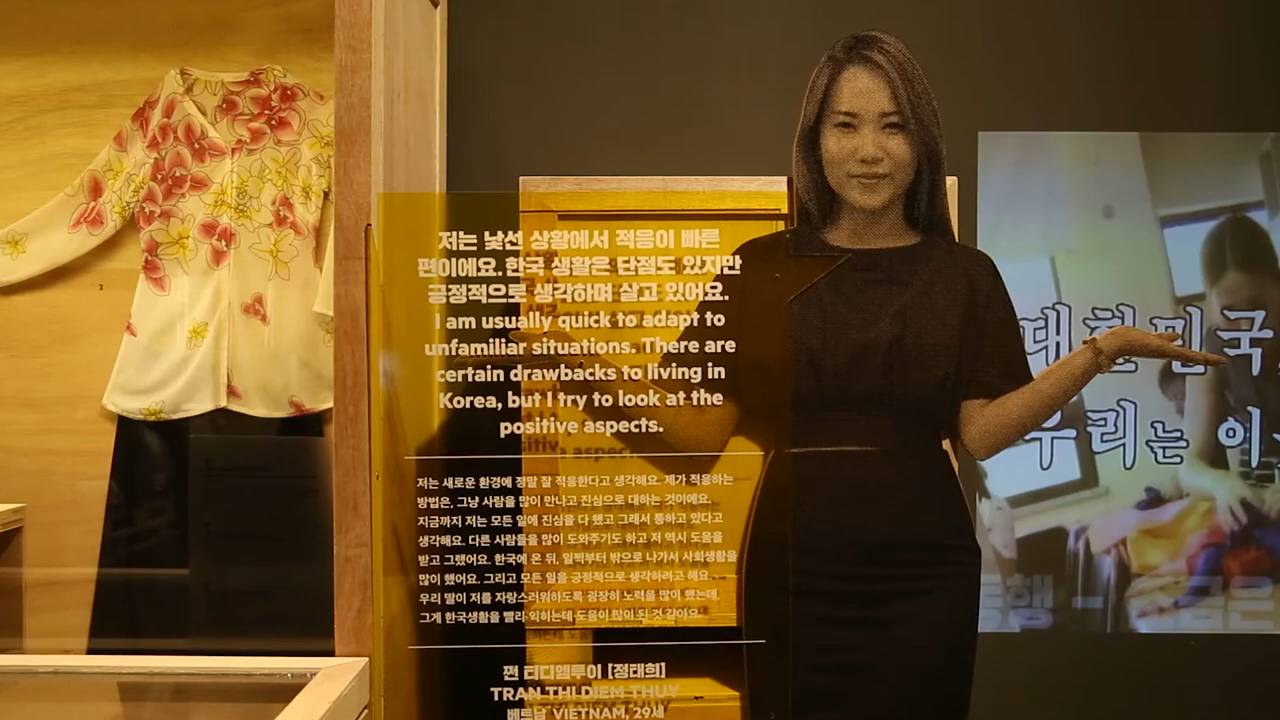 저는 낯선 상황에서 적응이 빠른
편이에요. 한국 생활은 단점도 있지만
긍정적으로 생각하며 살고 있어요.
I am usually quick to adapt to
unfamiliar situations. There are
certain drawbacks to living in
Korea, but I try to look at the
positive aspects.
저는 새로운 환경에 정말 잘 적응한다고 생각해요. 제가 적응하는
방법은, 그냥 사람을 많이 만나고 진심으로 대하는 것이에요.
지금까지 저는 모든 일에 진심을 다 했고 그래서 통하고 있다고
생각해요. 다른 사람들을 많이 도와주기도 하고 저 역시 도움을
받고 그랬어요. 한국에 온 뒤, 일찍부터 밖으로 나가서 사회생활을
많이 했어요. 그리고 모든 일을 긍정적으로 생각하려고 해요.
우리 딸이 저를 자랑스러워하도록 굉장히 노력을 많이 했는데,
그게 한국생활을 빨리 익히는데 도움이 많이 된 것 같아요.
쩐 티디엠투이 [정태희]
TRAN THI DIEM THUY
베트남 VIETNAM, 29세
대한민국
우리는 이